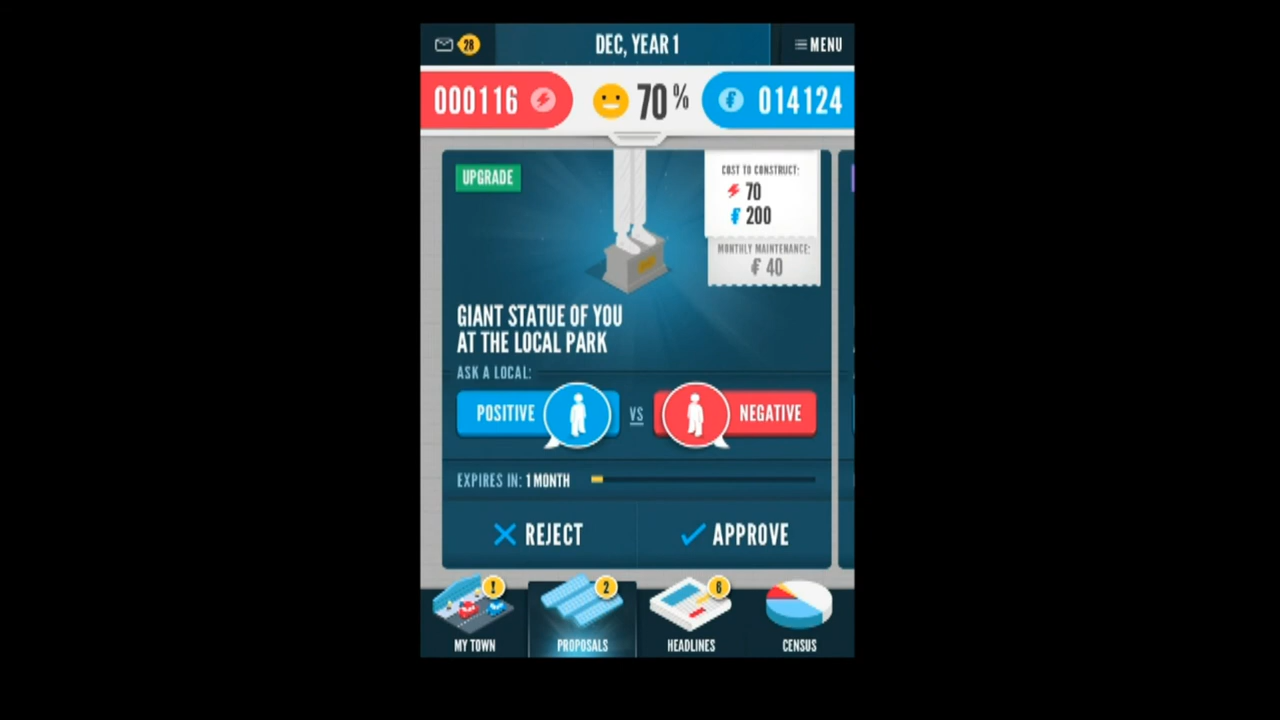 28
DEC, YEAR 1
MENU
000116
70%
014124
UPGRADE
COST TO CONSTRUCT:
70
200
MONTHLY MAINTENANCE:
40
GIANT STATUE OF YOU
AT THE LOCAL PARK
ASK A LOCAL:
POSITIVE
VS
NEGATIVE
EXPIRES IN: 1 MONTH
REJECT
APPROVE
!
2
6
MY TOWN
PROPOSALS
HEADLINES
CENSUS